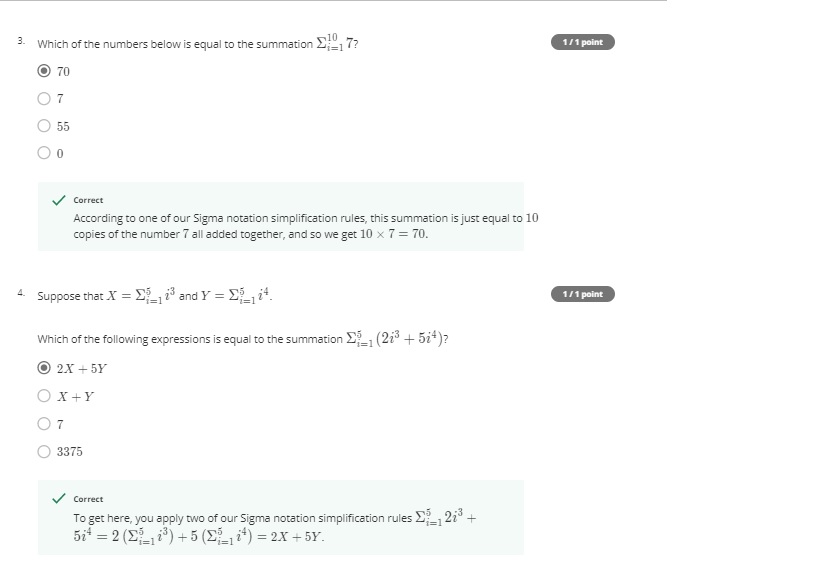 3. Which of the numbers below is equal to the summation $\Sigma_{i=1}^{10} 7$? 1 / 1 point
70
7
55
0
Correct
According to one of our Sigma notation simplification rules, this summation is just equal to 10
copies of the number 7 all added together, and so we get 10 × 7 = 70.
4. Suppose that $X = \Sigma_{i=1}^{5} i^3$ and $Y = \Sigma_{i=1}^{5} i^4$. 1 / 1 point
Which of the following expressions is equal to the summation $\Sigma_{i=1}^{5} (2i^3 + 5i^4)$?
2X + 5Y
X + Y
7
3375
Correct
To get here, you apply two of our Sigma notation simplification rules $\Sigma_{i=1}^{5} 2i^3 +$
$5i^4 = 2 (\Sigma_{i=1}^{5} i^3) + 5 (\Sigma_{i=1}^{5} i^4) = 2X + 5Y$.